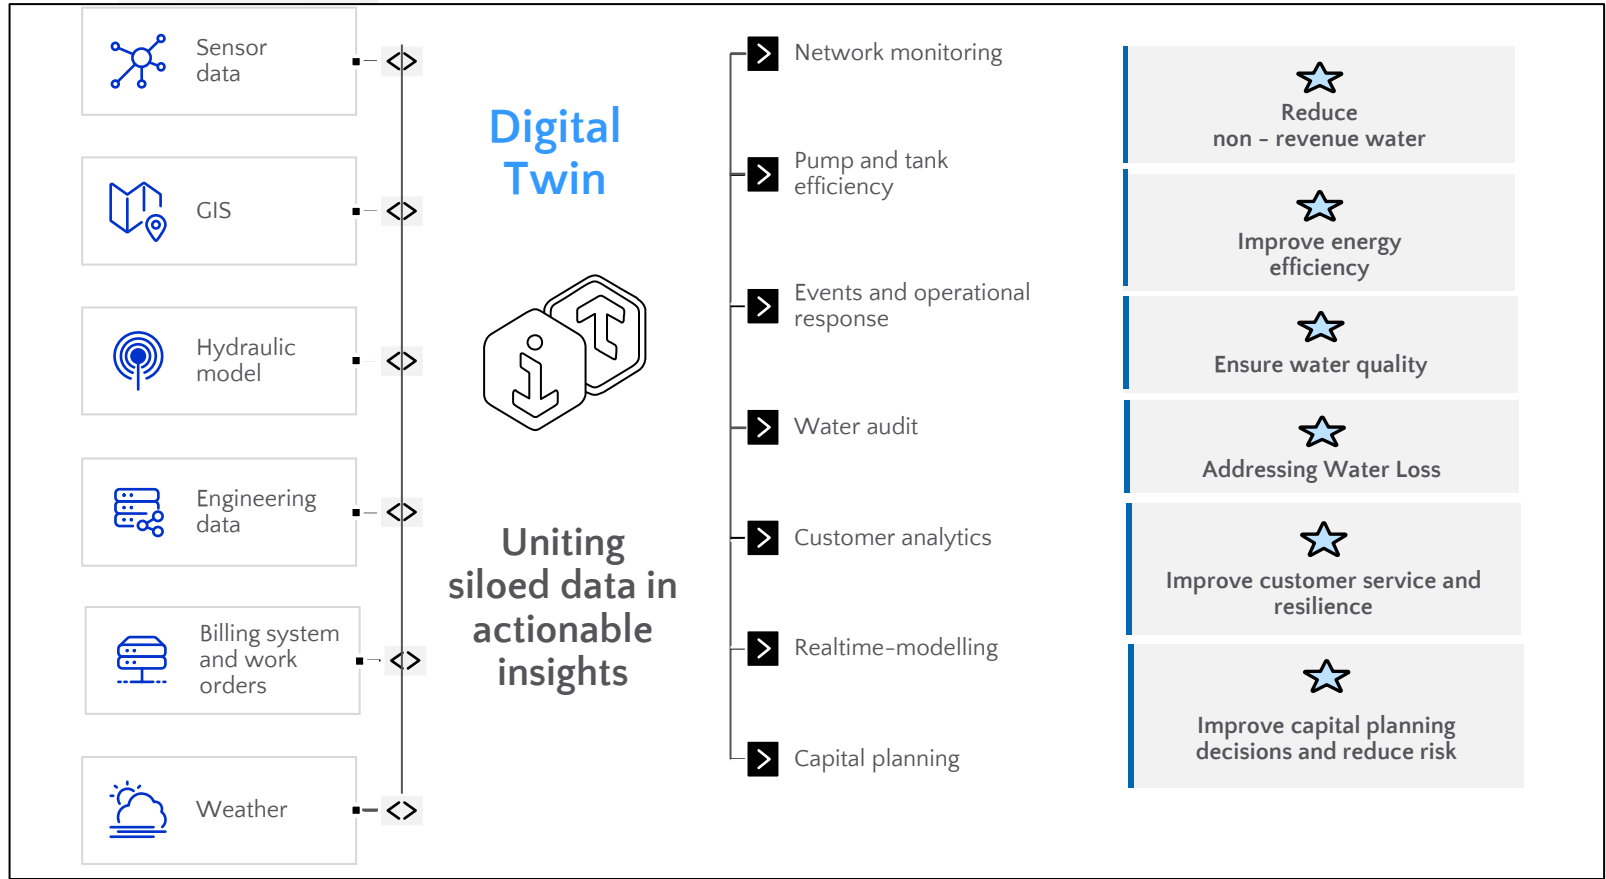 Sensor
data
GIS
Hydraulic
model
Engineering
data
Billing system
and work
orders
Weather
Digital
Twin
Uniting
siloed data in
actionable
insights
Network monitoring
Pump and tank
efficiency
Events and operational
response
Water audit
Customer analytics
Realtime-modelling
Capital planning
Reduce
non - revenue water
Improve energy
efficiency
Ensure water quality
Addressing Water Loss
Improve customer service and
resilience
Improve capital planning
decisions and reduce risk